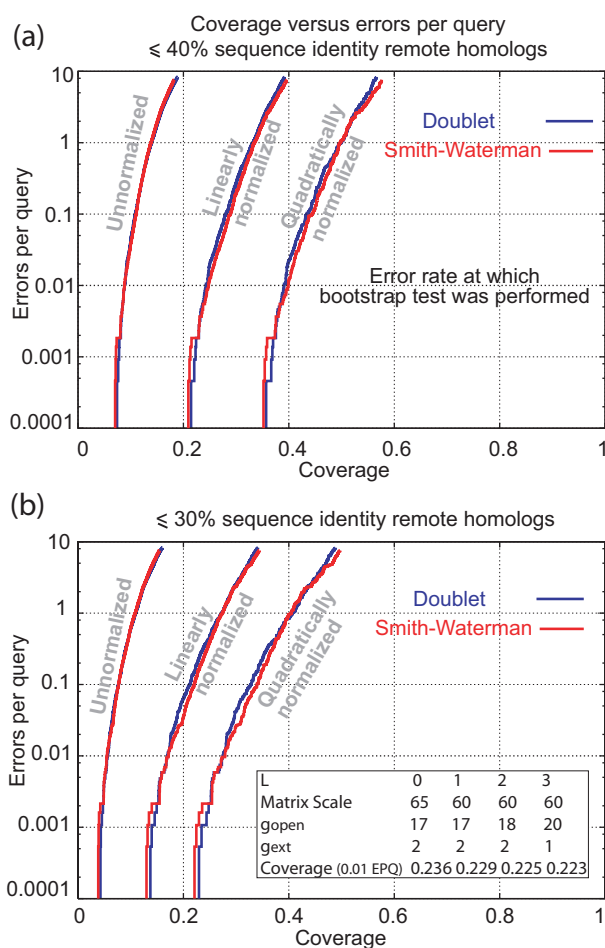 (a)
Coverage versus errors per query
⩽ 40% sequence identity remote homologs
10
1
0.1
0.01
0.001
0.0001
Errors per query
Unnormalized
Linearly
normalized
Quadratically
normalized
Doublet
Smith-Waterman
Error rate at which
bootstrap test was performed
0 0.2 0.4 0.6 0.8 1
Coverage
(b)
⩽ 30% sequence identity remote homologs
10
1
0.1
0.01
0.001
0.0001
Errors per query
Unnormalized
Linearly
normalized
Quadratically
normalized
Doublet
Smith-Waterman
L 0 1 2 3
Matrix Scale 65 60 60 60
gopen 17 17 18 20
gext 2 2 2 1
Coverage (0.01 EPQ) 0.236 0.229 0.225 0.223
0 0.2 0.4 0.6 0.8 1
Coverage